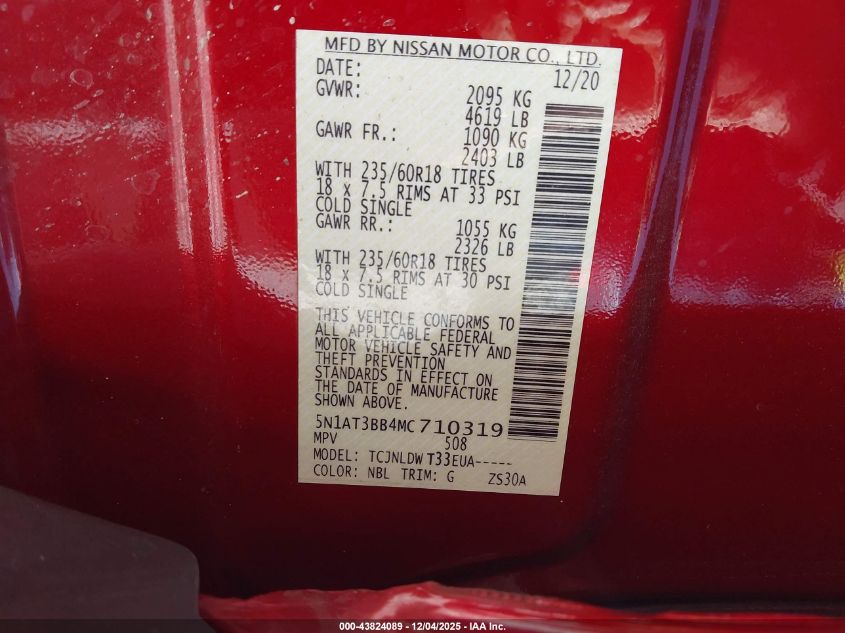 MFD BY NISSAN MOTOR CO., LTD.
DATE: 12/20
GVWR: 2095 KG
4619 LB
GAWR FR.: 1090 KG
2403 LB
WITH 235/60R18 TIRES
18 x 7.5 RIMS AT 33 PSI
COLD SINGLE
GAWR RR.: 1055 KG
2326 LB
WITH 235/60R18 TIRES
18 x 7.5 RIMS AT 30 PSI
COLD SINGLE
THIS VEHICLE CONFORMS TO
ALL APPLICABLE FEDERAL
MOTOR VEHICLE SAFETY AND
THEFT PREVENTION
STANDARDS IN EFFECT ON
THE DATE OF MANUFACTURE
SHOWN ABOVE.
5N1AT3BB4MC710319
MPV 508
MODEL: TCJNLDW T33EUA-----
COLOR: NBL TRIM: G ZS30A
000-43824089 - 12/04/2025 - IAA Inc.